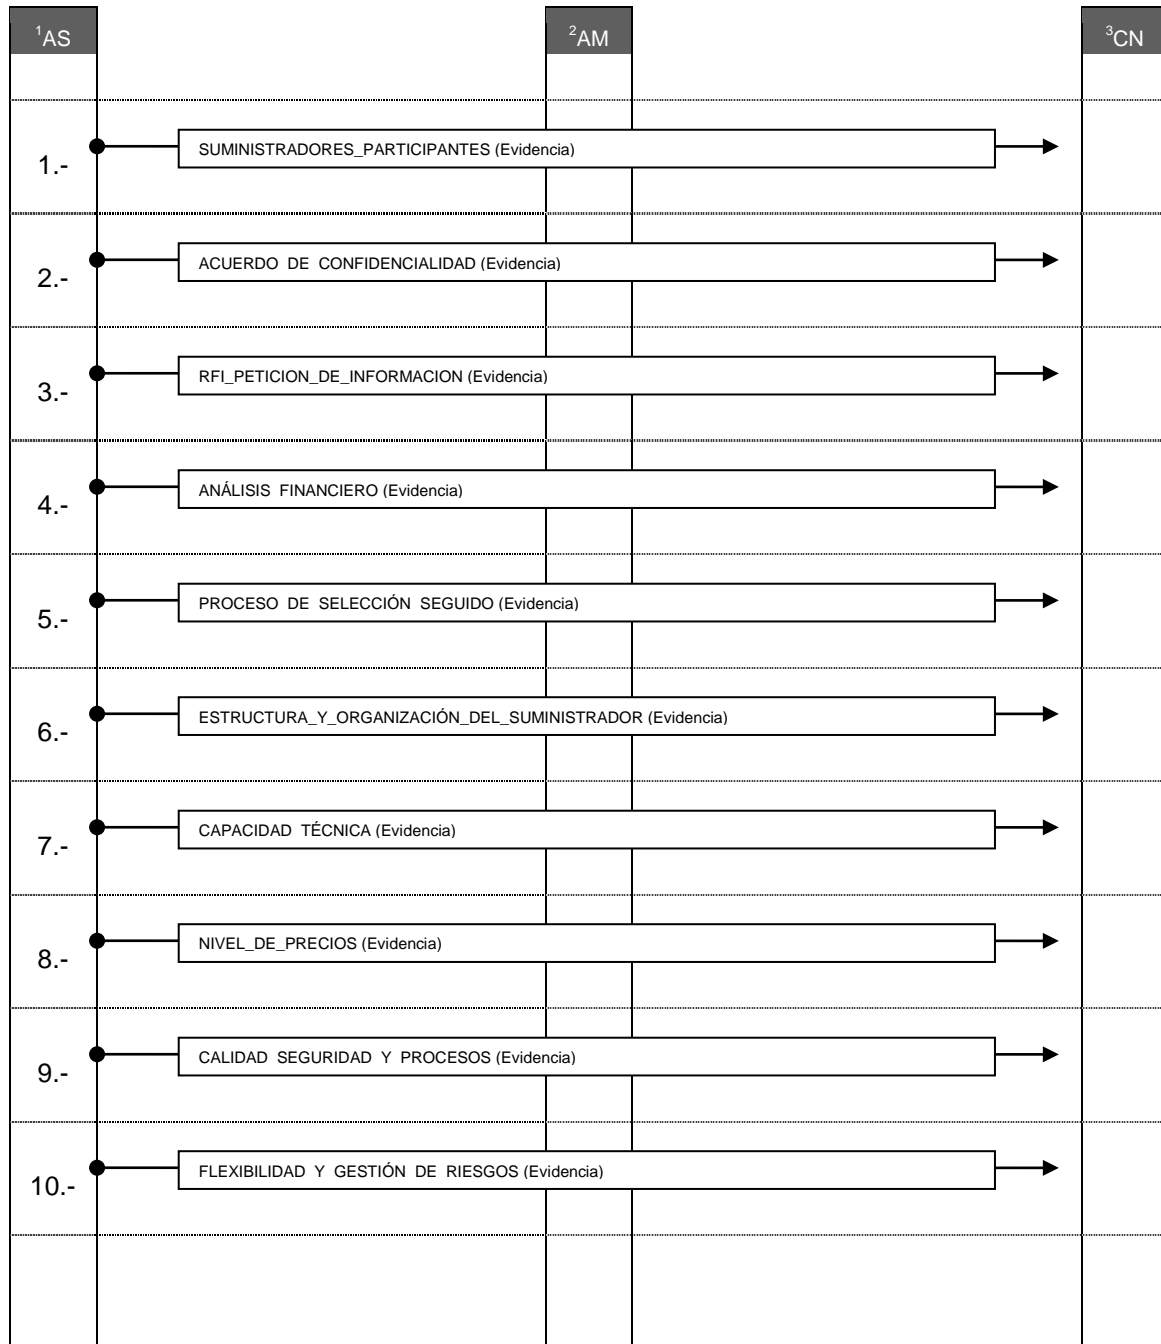 ¹AS ²AM ³CN
1.- SUMINISTRADORES_PARTICIPANTES (Evidencia)
2.- ACUERDO DE CONFIDENCIALIDAD (Evidencia)
3.- RFI_PETICION_DE_INFORMACION (Evidencia)
4.- ANÁLISIS FINANCIERO (Evidencia)
5.- PROCESO DE SELECCIÓN SEGUIDO (Evidencia)
6.- ESTRUCTURA_Y_ORGANIZACIÓN_DEL_SUMINISTRADOR (Evidencia)
7.- CAPACIDAD TÉCNICA (Evidencia)
8.- NIVEL_DE_PRECIOS (Evidencia)
9.- CALIDAD SEGURIDAD Y PROCESOS (Evidencia)
10.- FLEXIBILIDAD Y GESTIÓN DE RIESGOS (Evidencia)